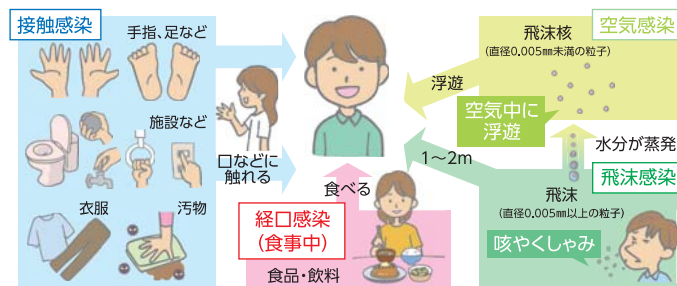 接触感染
手指、足など
施設など
衣服
汚物
口などに
触れる
経口感染
(食事中)
食べる
食品・飲料
飛沫核
(直径0.005㎜未満の粒子)
空気感染
浮遊
空気中に
浮遊
水分が蒸発
1〜2m
飛沫感染
飛沫
(直径0.005㎜以上の粒子)
咳やくしゃみ